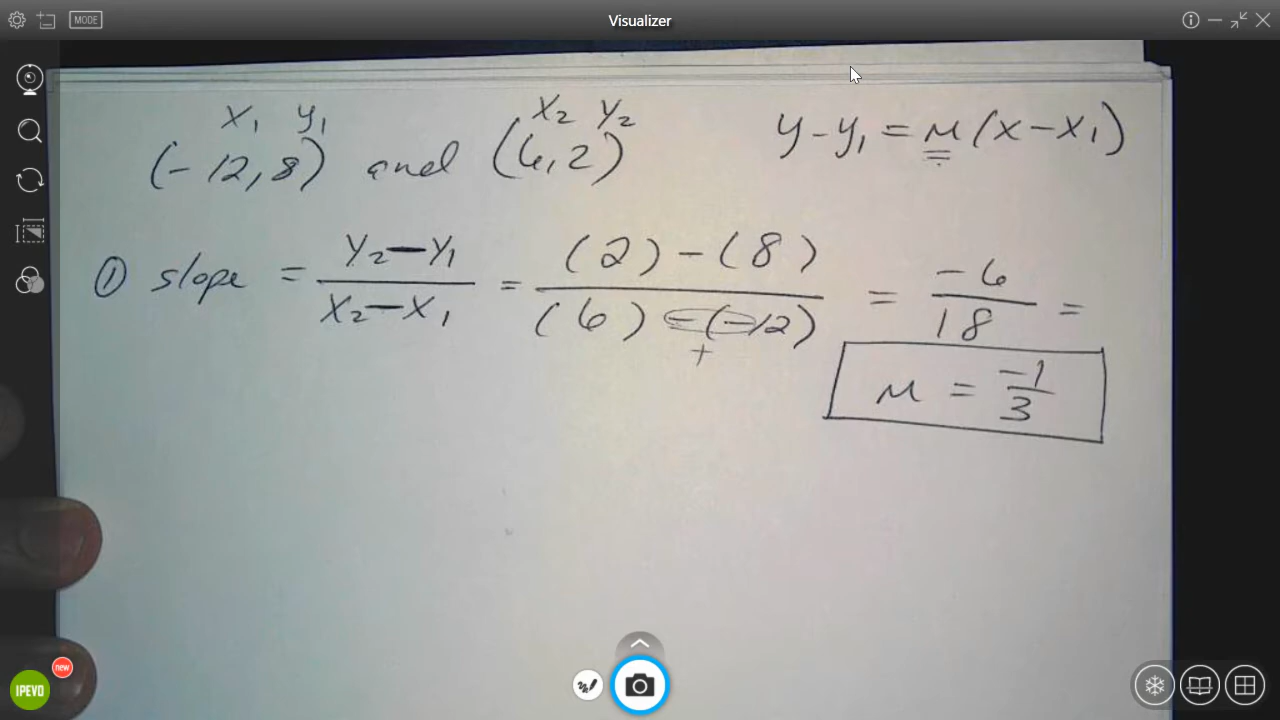 MODE
Visualizer
x₁ y₁ x₂ y₂
(-12,8) and (6,2) y-y₁ = m(x-x₁)
① slope = y₂-y₁ / x₂-x₁ = (2)-(8) / (6)-(-12) = -6 / 18 =
+
m = -1/3
new
IPEVO